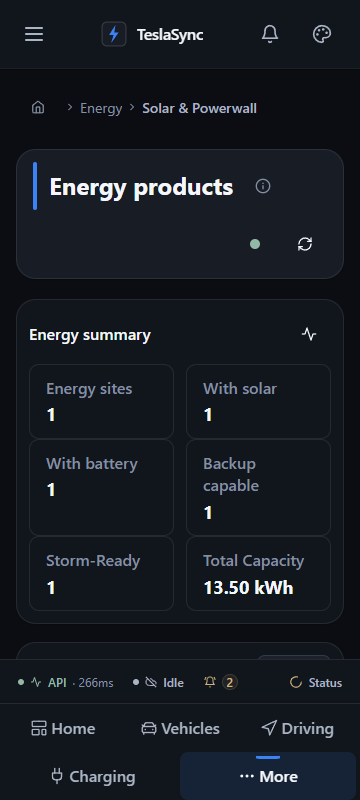 TeslaSync
Energy
Solar & Powerwall
Energy products
Energy summary
Energy sites
1
With solar
1
With battery
1
Backup
capable
1
Storm-Ready
1
Total Capacity
13.50 kWh
API · 266ms
Idle
2
Status
Home
Vehicles
Driving
Charging
More